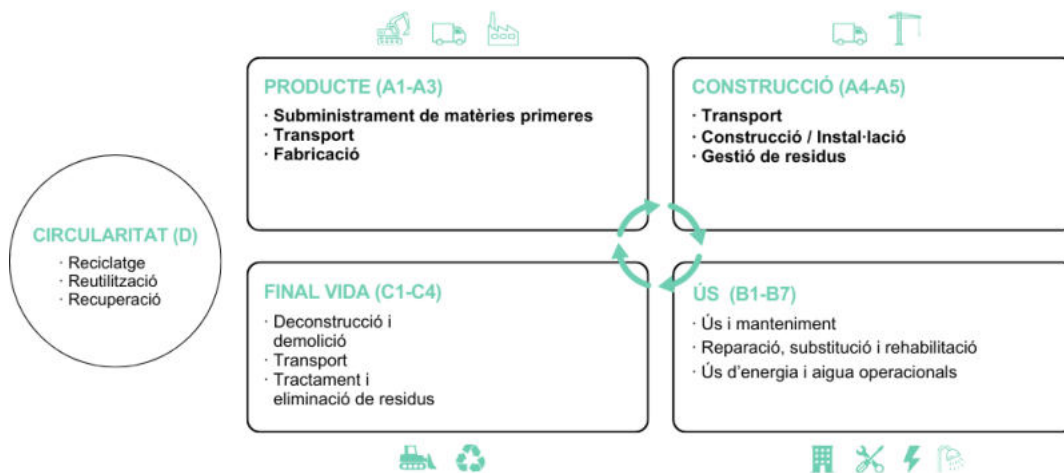 PRODUCTE (A1-A3)
· Subministrament de matèries primeres
· Transport
· Fabricació
CONSTRUCCIÓ (A4-A5)
· Transport
· Construcció / Instal·lació
· Gestió de residus
CIRCULARITAT (D)
· Reciclatge
· Reutilització
· Recuperació
FINAL VIDA (C1-C4)
· Deconstrucció i
demolició
· Transport
· Tractament i
eliminació de residus
ÚS (B1-B7)
· Ús i manteniment
· Reparació, substitució i rehabilitació
· Ús d'energia i aigua operacionals